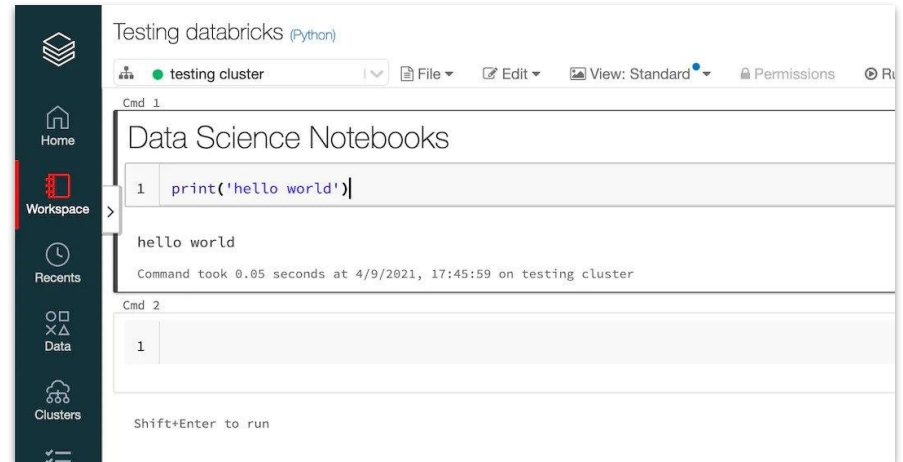 Testing databricks (Python)
testing cluster File Edit View: Standard Permissions
Cmd 1
Data Science Notebooks
1 print('hello world')
hello world
Command took 0.05 seconds at 4/9/2021, 17:45:59 on testing cluster
Cmd 2
1
Shift+Enter to run
Home
Workspace
Recents
Data
Clusters